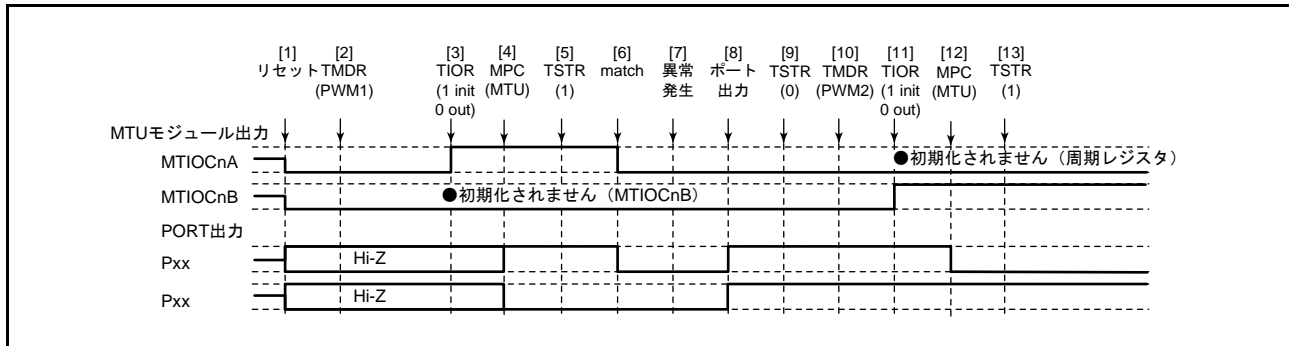 [1] [2] [3] [4] [5] [6] [7] [8] [9] [10] [11] [12] [13]
リセット TMDR TIOR MPC TSTR match 異常 ポート TSTR TMDR TIOR MPC TSTR
(PWM1) (1 init (MTU) (1) 発生 出力 (0) (PWM2) (1 init (MTU) (1)
0 out) 0 out)
MTUモジュール出力
MTIOCnA ●初期化されません（周期レジスタ）
MTIOCnB ●初期化されません（MTIOCnB）
PORT出力
Pxx Hi-Z
Pxx Hi-Z